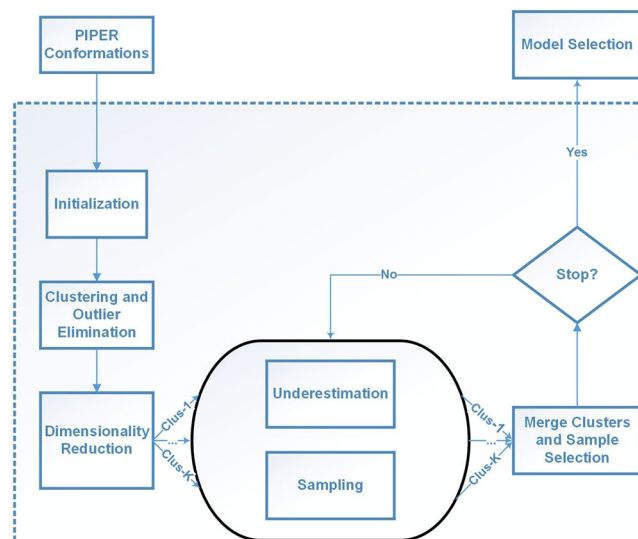 PIPER
Conformations
Model Selection
Yes
Initialization
Stop?
No
Clustering and
Outlier
Elimination
Underestimation
Clus-1
...
Clus-K
Clus-1
...
Clus-K
Dimensionality
Reduction
Merge Clusters
and Sample
Selection
Sampling